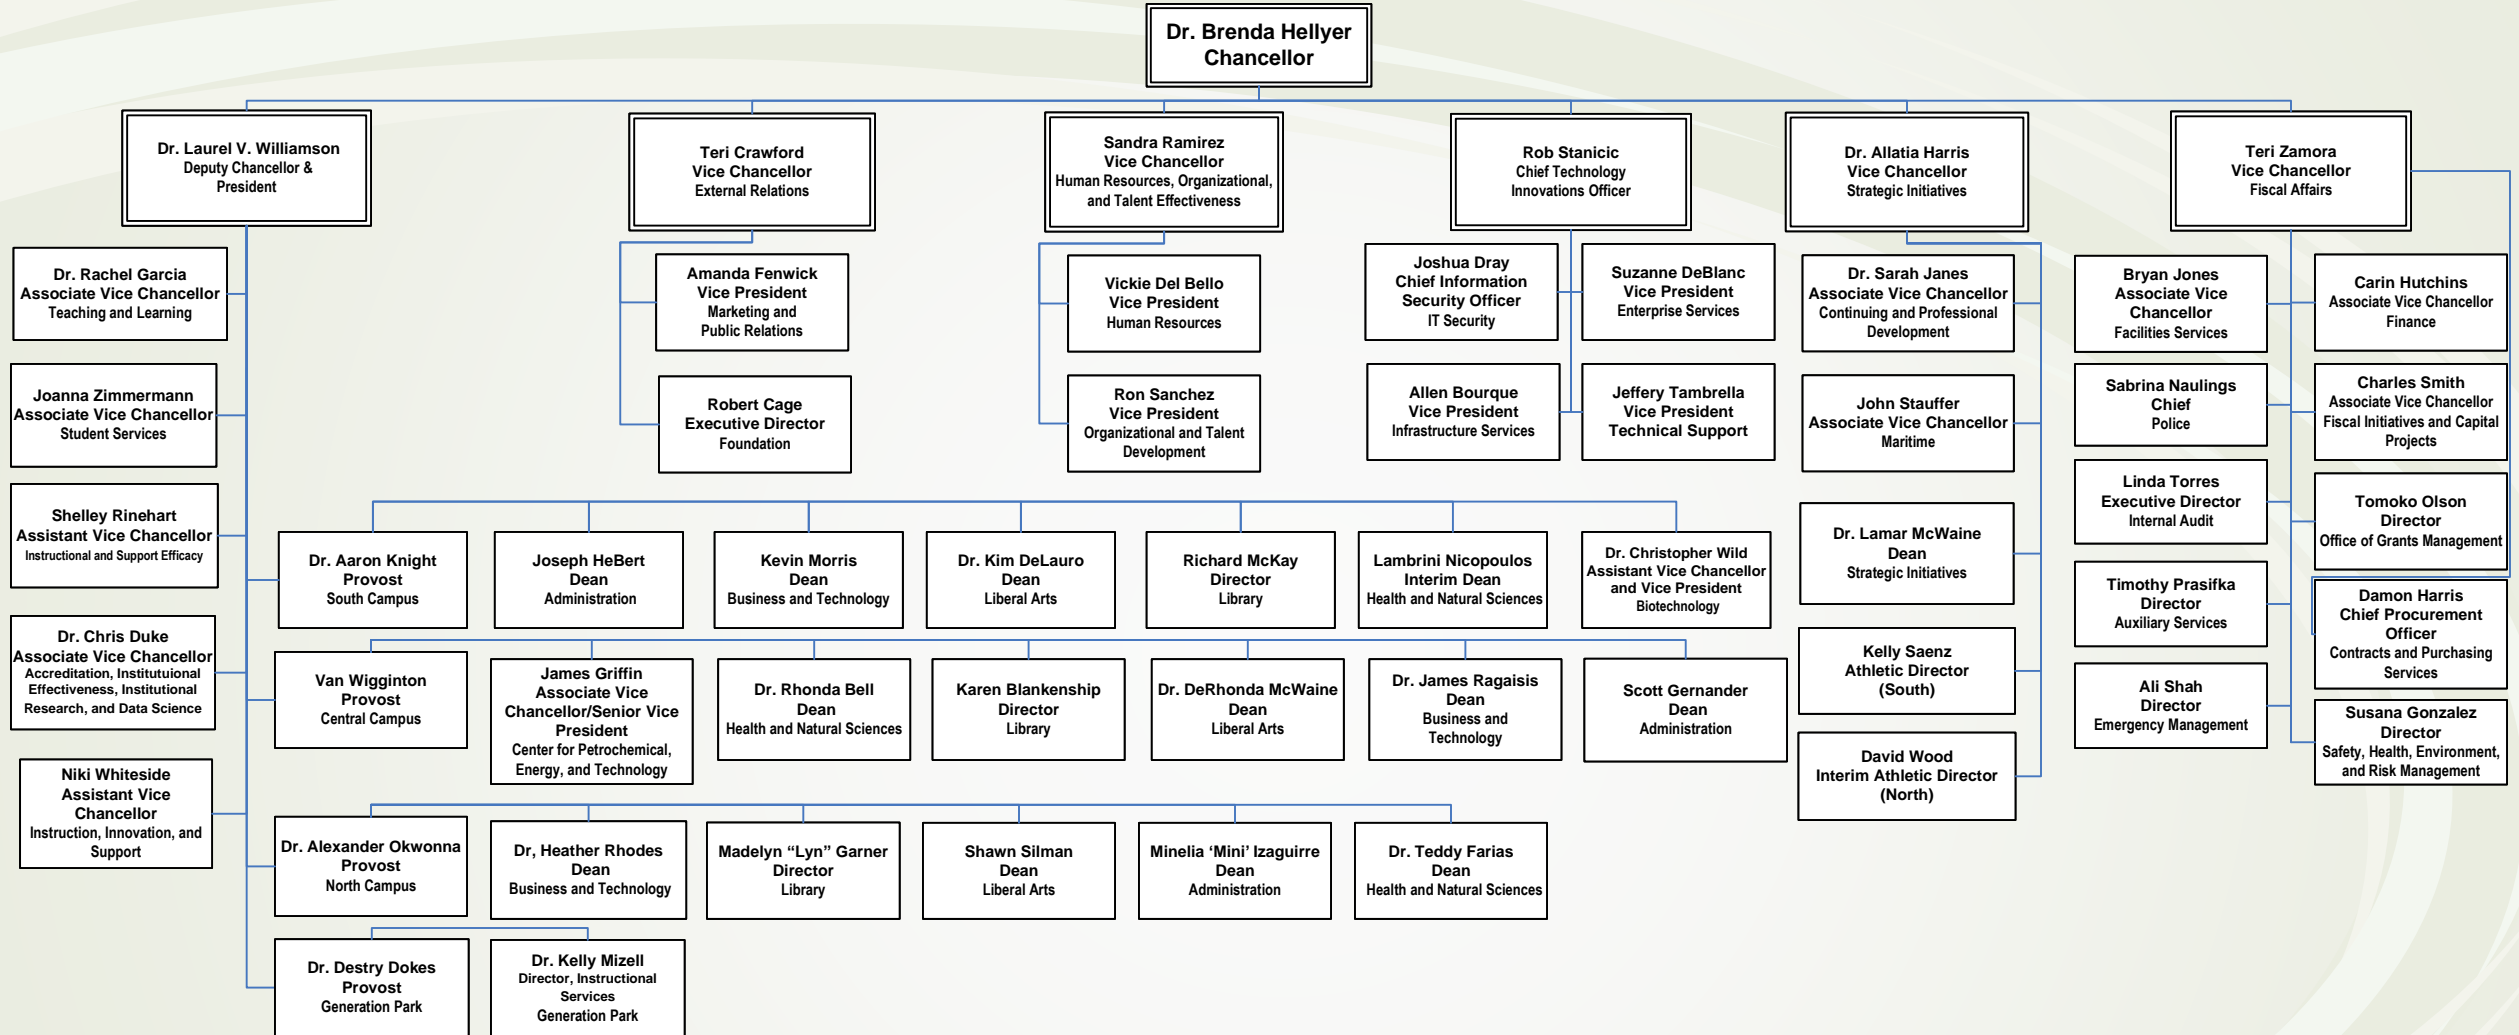 Dr. Brenda Hellyer
Chancellor
Dr. Laurel V. Williamson
Deputy Chancellor &
President
Teri Crawford
Vice Chancellor
External Relations
Sandra Ramirez
Vice Chancellor
Human Resources, Organizational,
and Talent Effectiveness
Rob Stanicic
Chief Technology
Innovations Officer
Dr. Allatia Harris
Vice Chancellor
Strategic Initiatives
Teri Zamora
Vice Chancellor
Fiscal Affairs
Dr. Rachel Garcia
Associate Vice Chancellor
Teaching and Learning
Joanna Zimmermann
Associate Vice Chancellor
Student Services
Shelley Rinehart
Assistant Vice Chancellor
Instructional and Support Efficacy
Dr. Chris Duke
Associate Vice Chancellor
Accreditation, Institutuional
Effectiveness, Institutional
Research, and Data Science
Niki Whiteside
Assistant Vice
Chancellor
Instruction, Innovation, and
Support
Amanda Fenwick
Vice President
Marketing and
Public Relations
Robert Cage
Executive Director
Foundation
Vickie Del Bello
Vice President
Human Resources
Ron Sanchez
Vice President
Organizational and Talent
Development
Joshua Dray
Chief Information
Security Officer
IT Security
Suzanne DeBlanc
Vice President
Enterprise Services
Allen Bourque
Vice President
Infrastructure Services
Jeffery Tambrella
Vice President
Technical Support
Dr. Sarah Janes
Associate Vice Chancellor
Continuing and Professional
Development
John Stauffer
Associate Vice Chancellor
Maritime
Dr. Lamar McWaine
Dean
Strategic Initiatives
Kelly Saenz
Athletic Director
(South)
David Wood
Interim Athletic Director
(North)
Bryan Jones
Associate Vice
Chancellor
Facilities Services
Carin Hutchins
Associate Vice Chancellor
Finance
Sabrina Naulings
Chief
Police
Charles Smith
Associate Vice Chancellor
Fiscal Initiatives and Capital
Projects
Linda Torres
Executive Director
Internal Audit
Tomoko Olson
Director
Office of Grants Management
Timothy Prasifka
Director
Auxiliary Services
Damon Harris
Chief Procurement
Officer
Contracts and Purchasing
Services
Ali Shah
Director
Emergency Management
Susana Gonzalez
Director
Safety, Health, Environment,
and Risk Management
Dr. Aaron Knight
Provost
South Campus
Joseph HeBert
Dean
Administration
Kevin Morris
Dean
Business and Technology
Dr. Kim DeLauro
Dean
Liberal Arts
Richard McKay
Director
Library
Lambrini Nicopoulos
Interim Dean
Health and Natural Sciences
Dr. Christopher Wild
Assistant Vice Chancellor
and Vice President
Biotechnology
Van Wigginton
Provost
Central Campus
James Griffin
Associate Vice
Chancellor/Senior Vice
President
Center for Petrochemical,
Energy, and Technology
Dr. Rhonda Bell
Dean
Health and Natural Sciences
Karen Blankenship
Director
Library
Dr. DeRhonda McWaine
Dean
Liberal Arts
Dr. James Ragaisis
Dean
Business and
Technology
Scott Gernander
Dean
Administration
Dr. Alexander Okwonna
Provost
North Campus
Dr, Heather Rhodes
Dean
Business and Technology
Madelyn “Lyn” Garner
Director
Library
Shawn Silman
Dean
Liberal Arts
Minelia ‘Mini’ Izaguirre
Dean
Administration
Dr. Teddy Farias
Dean
Health and Natural Sciences
Dr. Destry Dokes
Provost
Generation Park
Dr. Kelly Mizell
Director, Instructional
Services
Generation Park